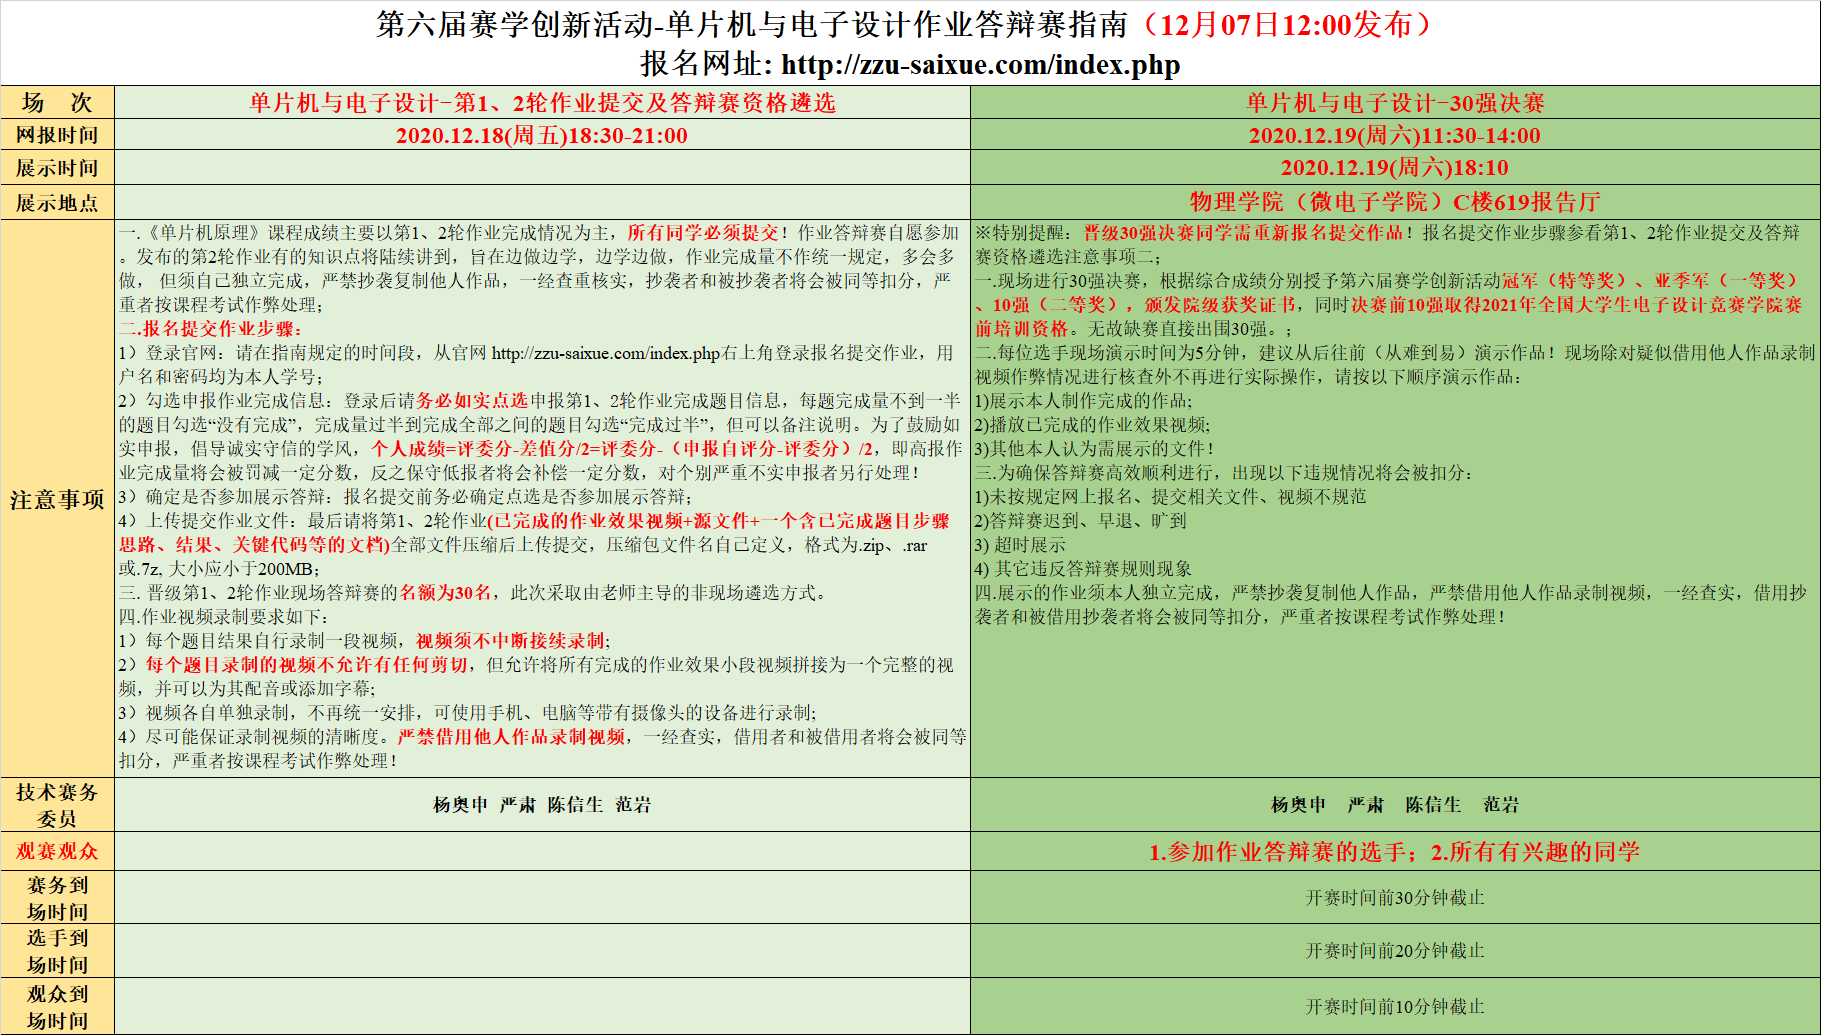 第六届赛学创新活动-单片机与电子设计作业答辩赛指南（12月07日12:00发布）
报名网址: http://zzu-saixue.com/index.php
场　次
单片机与电子设计-第1、2轮作业提交及答辩赛资格遴选
单片机与电子设计-30强决赛
网报时间
2020.12.18(周五)18:30-21:00
2020.12.19(周六)11:30-14:00
展示时间
2020.12.19(周六)18:10
展示地点
物理学院（微电子学院）C楼619报告厅
注意事项
一.《单片机原理》课程成绩主要以第1、2轮作业完成情况为主，所有同学必须提交！作业答辩赛自愿参加
。发布的第2轮作业有的知识点将陆续讲到，旨在边做边学，边学边做，作业完成量不作统一规定，多会多
做， 但须自己独立完成，严禁抄袭复制他人作品，一经查重核实，抄袭者和被抄袭者将会被同等扣分，严
重者按课程考试作弊处理；
二.报名提交作业步骤：
1）登录官网：请在指南规定的时间段，从官网 http://zzu-saixue.com/index.php右上角登录报名提交作业，用
户名和密码均为本人学号；
2）勾选申报作业完成信息：登录后请务必如实点选申报第1、2轮作业完成题目信息，每题完成量不到一半
的题目勾选“没有完成”，完成量过半到完成全部之间的题目勾选“完成过半”，但可以备注说明。为了鼓励如
实申报，倡导诚实守信的学风，个人成绩=评委分-差值分/2=评委分-（申报自评分-评委分）/2，即高报作
业完成量将会被罚减一定分数，反之保守低报者将会补偿一定分数，对个别严重不实申报者另行处理！
3）确定是否参加展示答辩：报名提交前务必确定点选是否参加展示答辩；
4）上传提交作业文件：最后请将第1、2轮作业(已完成的作业效果视频+源文件+一个含已完成题目步骤
思路、结果、关键代码等的文档)全部文件压缩后上传提交，压缩包文件名自己定义，格式为.zip、.rar
或.7z, 大小应小于200MB；
三. 晋级第1、2轮作业现场答辩赛的名额为30名，此次采取由老师主导的非现场遴选方式。
四.作业视频录制要求如下：
1）每个题目结果自行录制一段视频，视频须不中断接续录制;
2）每个题目录制的视频不允许有任何剪切，但允许将所有完成的作业效果小段视频拼接为一个完整的视
频，并可以为其配音或添加字幕;
3）视频各自单独录制，不再统一安排，可使用手机、电脑等带有摄像头的设备进行录制;
4）尽可能保证录制视频的清晰度。严禁借用他人作品录制视频，一经查实，借用者和被借用者将会被同等
扣分，严重者按课程考试作弊处理！
※特别提醒：晋级30强决赛同学需重新报名提交作品！报名提交作业步骤参看第1、2轮作业提交及答辩
赛资格遴选注意事项二；
一.现场进行30强决赛，根据综合成绩分别授予第六届赛学创新活动冠军（特等奖）、亚季军（一等奖）
、10强（二等奖），颁发院级获奖证书，同时决赛前10强取得2021年全国大学生电子设计竞赛学院赛
前培训资格。无故缺赛直接出围30强。；
二.每位选手现场演示时间为5分钟，建议从后往前（从难到易）演示作品！现场除对疑似借用他人作品录制
视频作弊情况进行核查外不再进行实际操作，请按以下顺序演示作品：
1)展示本人制作完成的作品;
2)播放已完成的作业效果视频;
3)其他本人认为需展示的文件！
三.为确保答辩赛高效顺利进行，出现以下违规情况将会被扣分：
1)未按规定网上报名、提交相关文件、视频不规范
2)答辩赛迟到、早退、旷到
3) 超时展示
4) 其它违反答辩赛规则现象
四.展示的作业须本人独立完成，严禁抄袭复制他人作品，严禁借用他人作品录制视频，一经查实，借用抄
袭者和被借用抄袭者将会被同等扣分，严重者按课程考试作弊处理！
技术赛务
委员
杨奥申 严肃 陈信生 范岩
杨奥申 严肃 陈信生 范岩
观赛观众
1.参加作业答辩赛的选手；2.所有有兴趣的同学
赛务到
场时间
开赛时间前30分钟截止
选手到
场时间
开赛时间前20分钟截止
观众到
场时间
开赛时间前10分钟截止